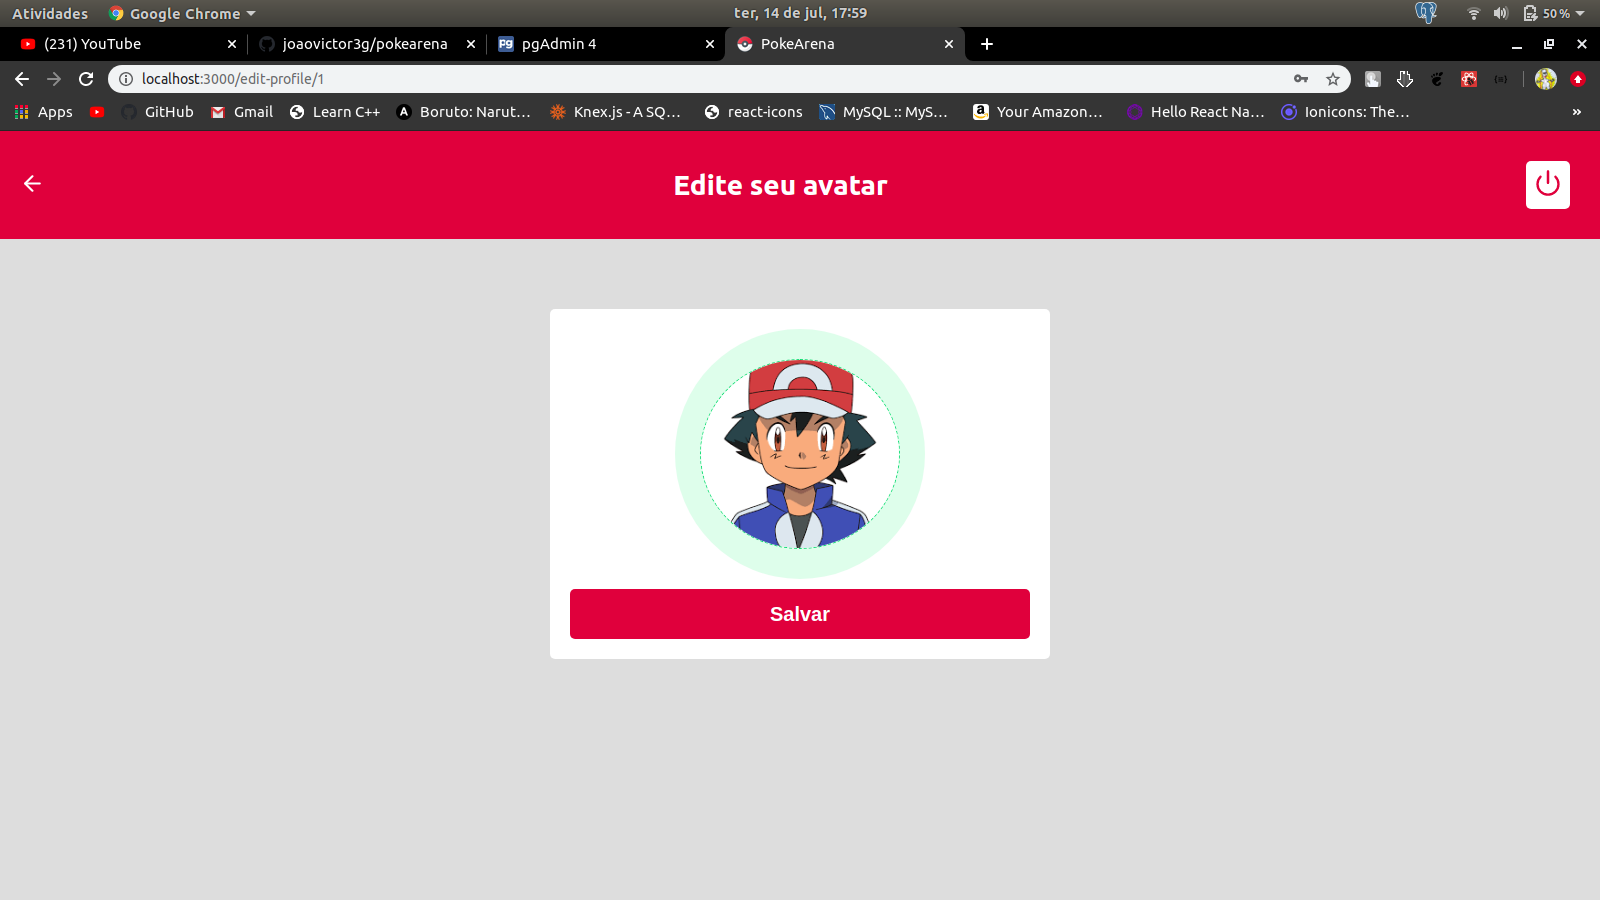 Atividades Google Chrome ter, 14 de jul, 17:59 50 %
(231) YouTube joaovictor3g/pokearena pgAdmin 4 PokeArena
localhost:3000/edit-profile/1
Apps GitHub Gmail Learn C++ Boruto: Narut… Knex.js - A SQ… react-icons MySQL :: MyS… Your Amazon… Hello React Na… Ionicons: The… »
Edite seu avatar
Salvar